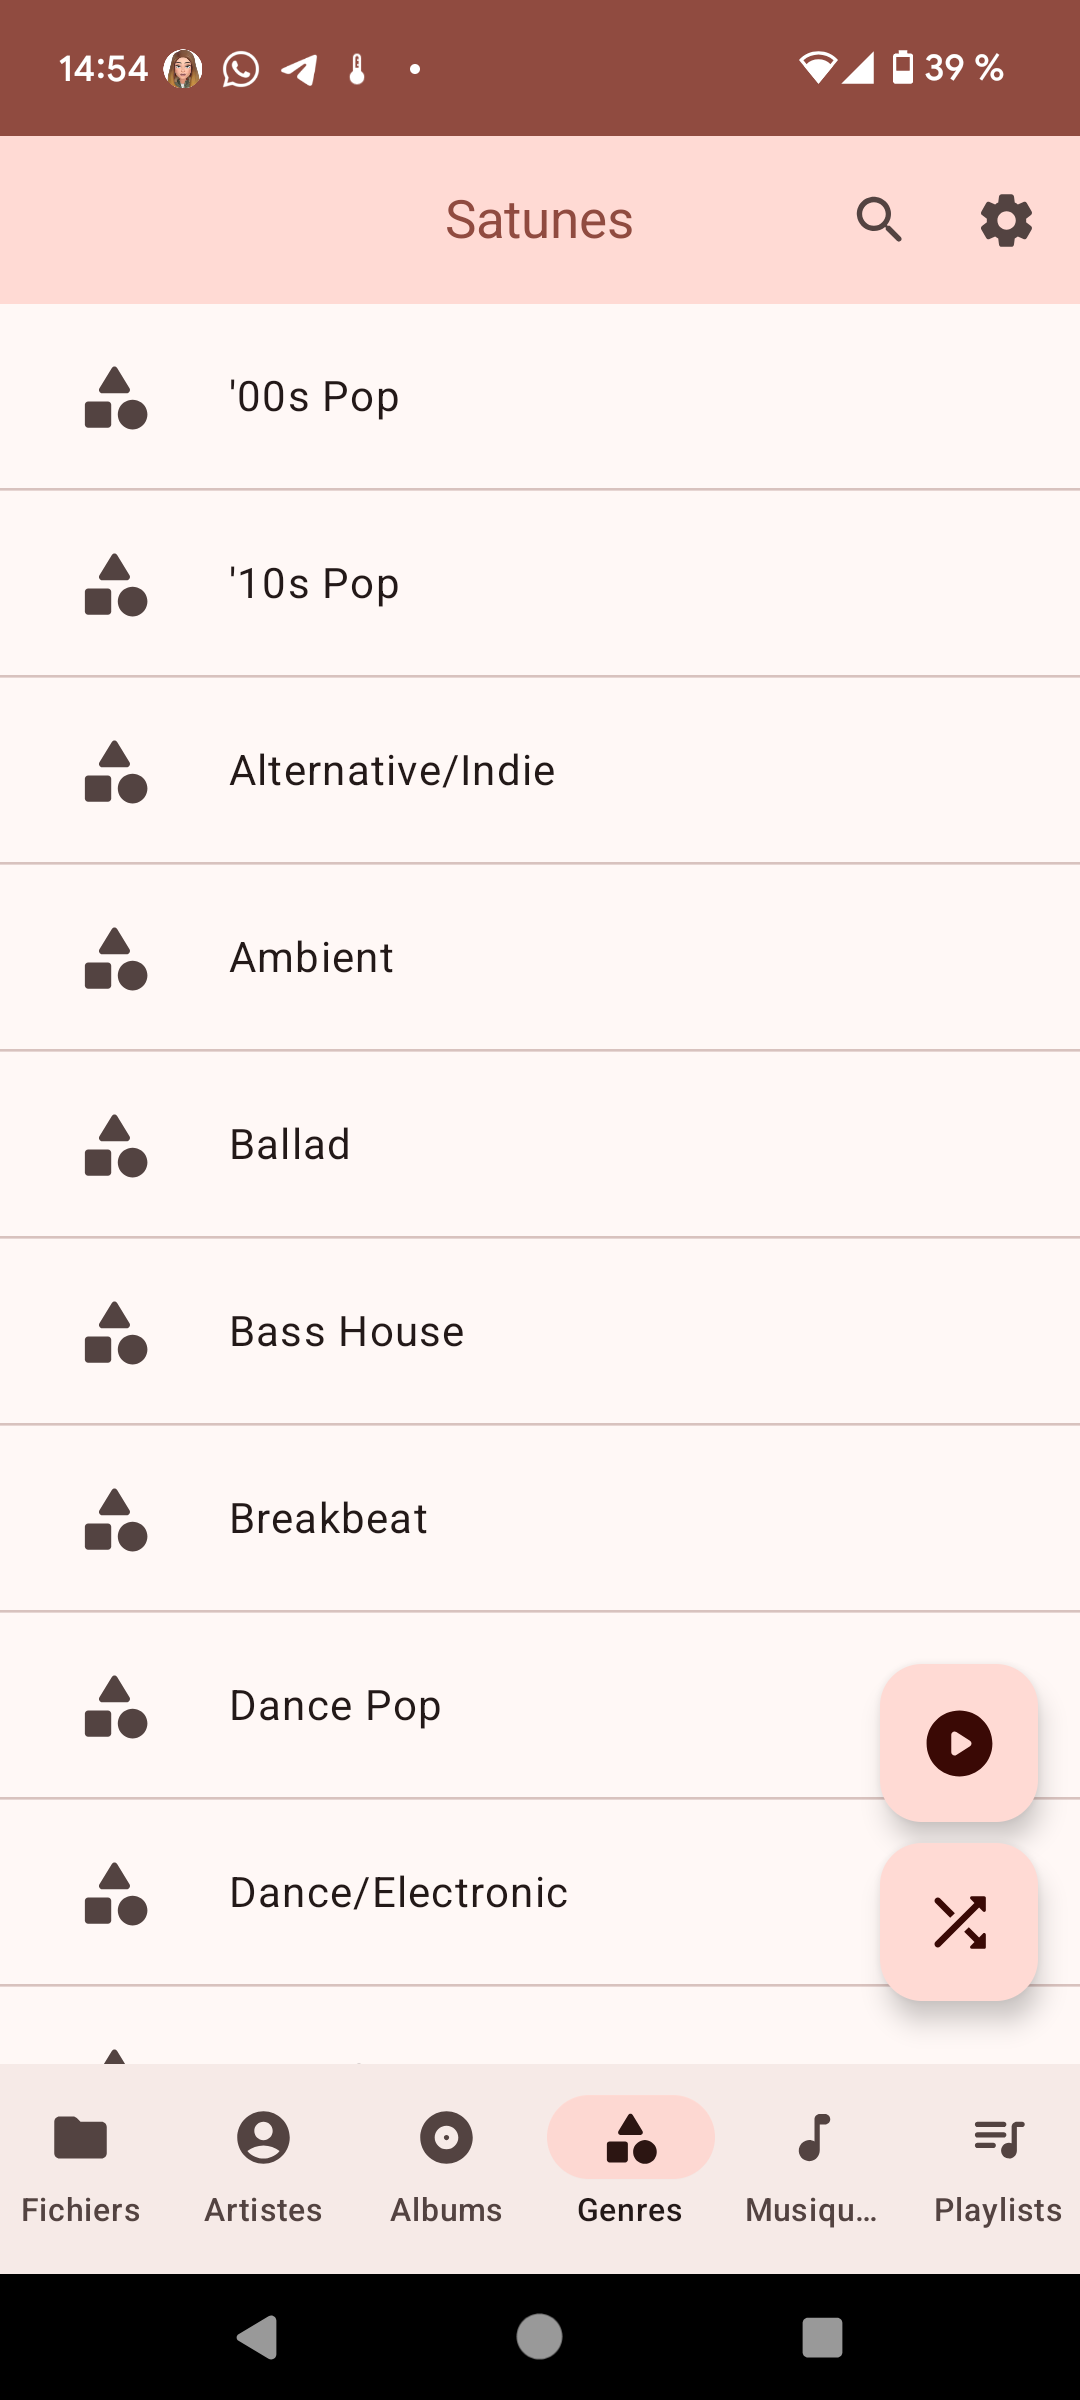 14:54
39 %
Satunes
'00s Pop
'10s Pop
Alternative/Indie
Ambient
Ballad
Bass House
Breakbeat
Dance Pop
Dance/Electronic
Fichiers
Artistes
Albums
Genres
Musiqu…
Playlists